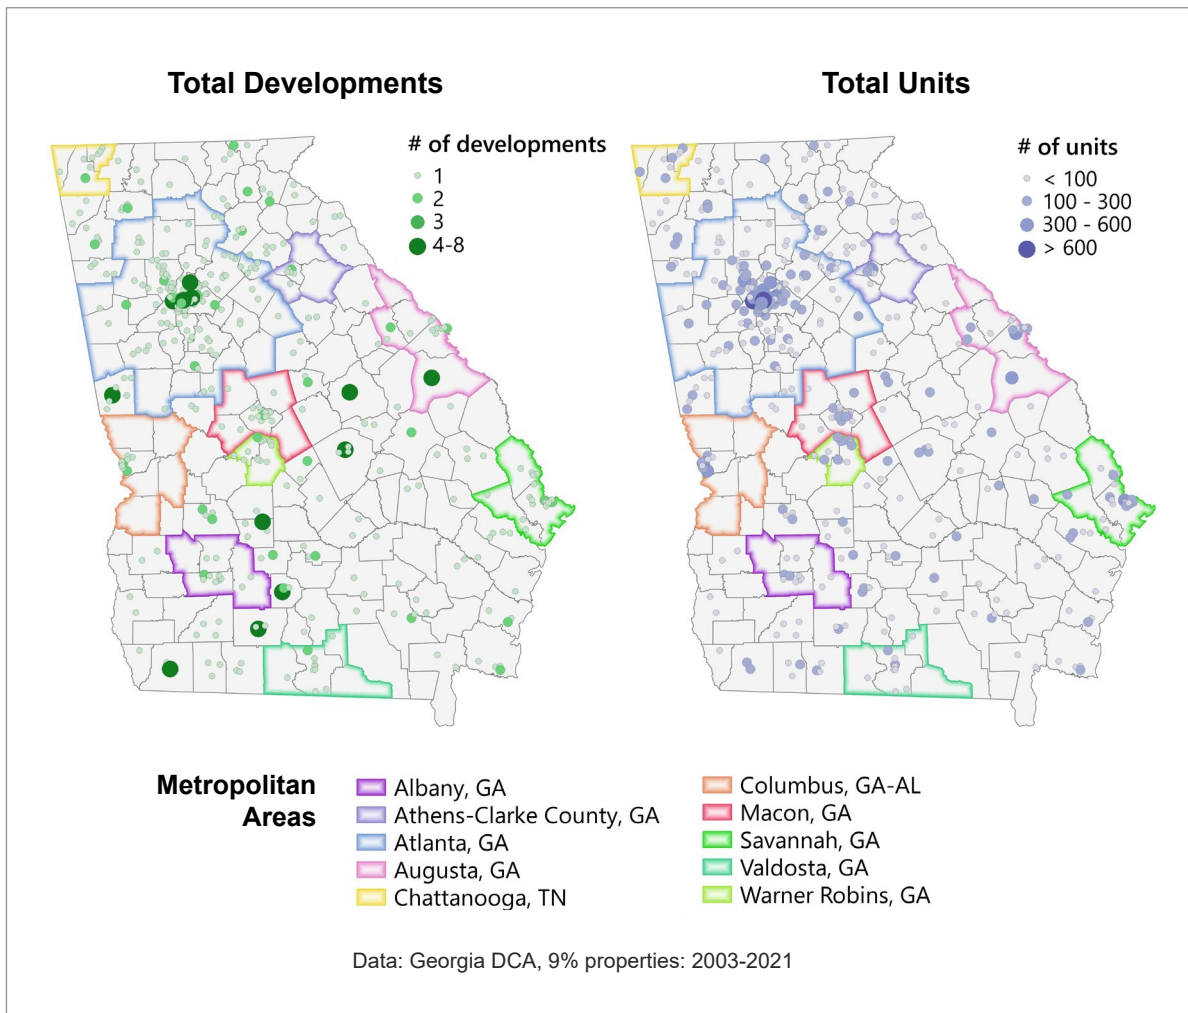 Total Developments
Total Units
# of developments
1
2
3
4-8
# of units
< 100
100 - 300
300 - 600
> 600
Metropolitan
Areas
Albany, GA
Athens-Clarke County, GA
Atlanta, GA
Augusta, GA
Chattanooga, TN
Columbus, GA-AL
Macon, GA
Savannah, GA
Valdosta, GA
Warner Robins, GA
Data: Georgia DCA, 9% properties: 2003-2021